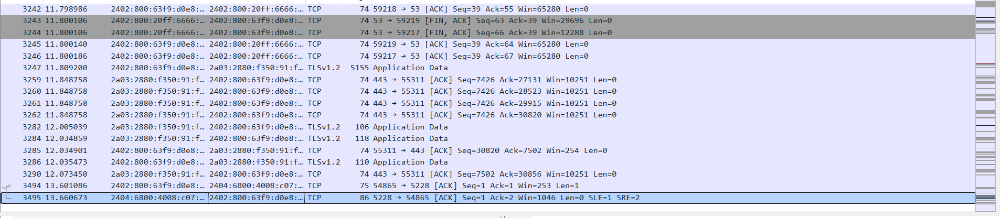 3242 11.798986 2402:800:63f9:d0e8:… 2402:800:20ff:6666:… TCP 74 59218 → 53 [ACK] Seq=39 Ack=55 Win=65280 Len=0
3243 11.800106 2402:800:20ff:6666:… 2402:800:63f9:d0e8:… TCP 74 53 → 59219 [FIN, ACK] Seq=63 Ack=39 Win=29696 Len=0
3244 11.800106 2402:800:20ff:6666:… 2402:800:63f9:d0e8:… TCP 74 53 → 59217 [FIN, ACK] Seq=66 Ack=39 Win=12288 Len=0
3245 11.800140 2402:800:63f9:d0e8:… 2402:800:20ff:6666:… TCP 74 59219 → 53 [ACK] Seq=39 Ack=64 Win=65280 Len=0
3246 11.800186 2402:800:63f9:d0e8:… 2402:800:20ff:6666:… TCP 74 59217 → 53 [ACK] Seq=39 Ack=67 Win=65280 Len=0
3247 11.809200 2402:800:63f9:d0e8:… 2a03:2880:f350:91:f… TLSv1.2 5155 Application Data
3259 11.848758 2a03:2880:f350:91:f… 2402:800:63f9:d0e8:… TCP 74 443 → 55311 [ACK] Seq=7426 Ack=27131 Win=10251 Len=0
3260 11.848758 2a03:2880:f350:91:f… 2402:800:63f9:d0e8:… TCP 74 443 → 55311 [ACK] Seq=7426 Ack=28523 Win=10251 Len=0
3261 11.848758 2a03:2880:f350:91:f… 2402:800:63f9:d0e8:… TCP 74 443 → 55311 [ACK] Seq=7426 Ack=29915 Win=10251 Len=0
3262 11.848758 2a03:2880:f350:91:f… 2402:800:63f9:d0e8:… TCP 74 443 → 55311 [ACK] Seq=7426 Ack=30820 Win=10251 Len=0
3282 12.005039 2a03:2880:f350:91:f… 2402:800:63f9:d0e8:… TLSv1.2 106 Application Data
3284 12.034859 2a03:2880:f350:91:f… 2402:800:63f9:d0e8:… TLSv1.2 118 Application Data
3285 12.034901 2402:800:63f9:d0e8:… 2a03:2880:f350:91:f… TCP 74 55311 → 443 [ACK] Seq=30820 Ack=7502 Win=254 Len=0
3286 12.035473 2402:800:63f9:d0e8:… 2a03:2880:f350:91:f… TLSv1.2 110 Application Data
3290 12.073450 2a03:2880:f350:91:f… 2402:800:63f9:d0e8:… TCP 74 443 → 55311 [ACK] Seq=7502 Ack=30856 Win=10251 Len=0
3494 13.601086 2402:800:63f9:d0e8:… 2404:6800:4008:c07:… TCP 75 54865 → 5228 [ACK] Seq=1 Ack=1 Win=253 Len=1
3495 13.660673 2404:6800:4008:c07:… 2402:800:63f9:d0e8:… TCP 86 5228 → 54865 [ACK] Seq=1 Ack=2 Win=1046 Len=0 SLE=1 SRE=2